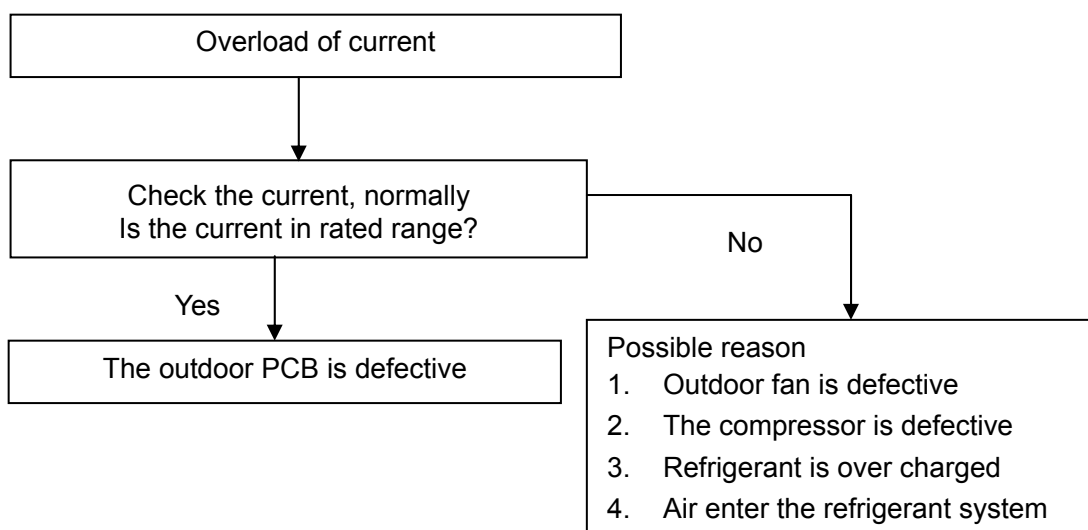 Overload of current
Check the current, normally
Is the current in rated range?
No
Yes
The outdoor PCB is defective
Possible reason
1. Outdoor fan is defective
2. The compressor is defective
3. Refrigerant is over charged
4. Air enter the refrigerant system